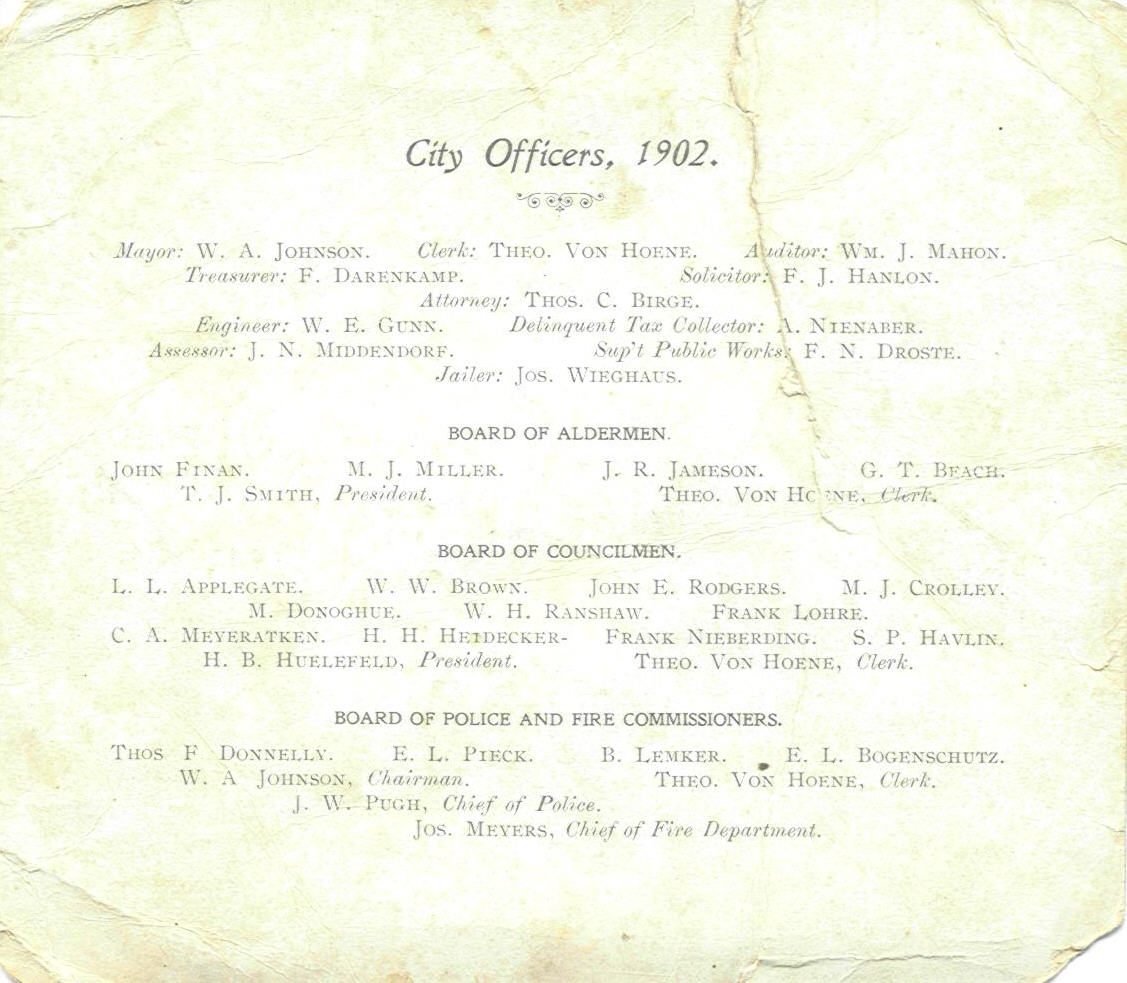 City Officers, 1902.
Mayor: W. A. JOHNSON. Clerk: THEO. VON HOENE. Auditor: WM. J. MAHON.
Treasurer: F. DARENKAMP. Solicitor: F. J. HANLON.
Attorney: THOS. C. BIRGE.
Engineer: W. E. GUNN. Delinquent Tax Collector: A. NIENABER.
Assessor: J. N. MIDDENDORF. Sup't Public Works: F. N. DROSTE.
Jailer: JOS. WIEGHAUS.
BOARD OF ALDERMEN.
JOHN FINAN. M. J. MILLER. J. R. JAMESON. G. T. BEACH.
T. J. SMITH, President. THEO. VON HOENE, Clerk.
BOARD OF COUNCILMEN.
L. L. APPLEGATE. W. W. BROWN. JOHN E. RODGERS. M. J. CROLLEY.
M. DONOGHUE. W. H. RANSHAW. FRANK LOHRE.
C. A. MEYERATKEN. H. H. HEIDECKER- FRANK NIEBERDING. S. P. HAVLIN.
H. B. HUELEFELD, President. THEO. VON HOENE, Clerk.
BOARD OF POLICE AND FIRE COMMISSIONERS.
THOS F DONNELLY. E. L. PIECK. B. LEMKER. E. L. BOGENSCHUTZ.
W. A JOHNSON, Chairman. THEO. VON HOENE, Clerk.
J. W. PUGH, Chief of Police.
JOS. MEYERS, Chief of Fire Department.